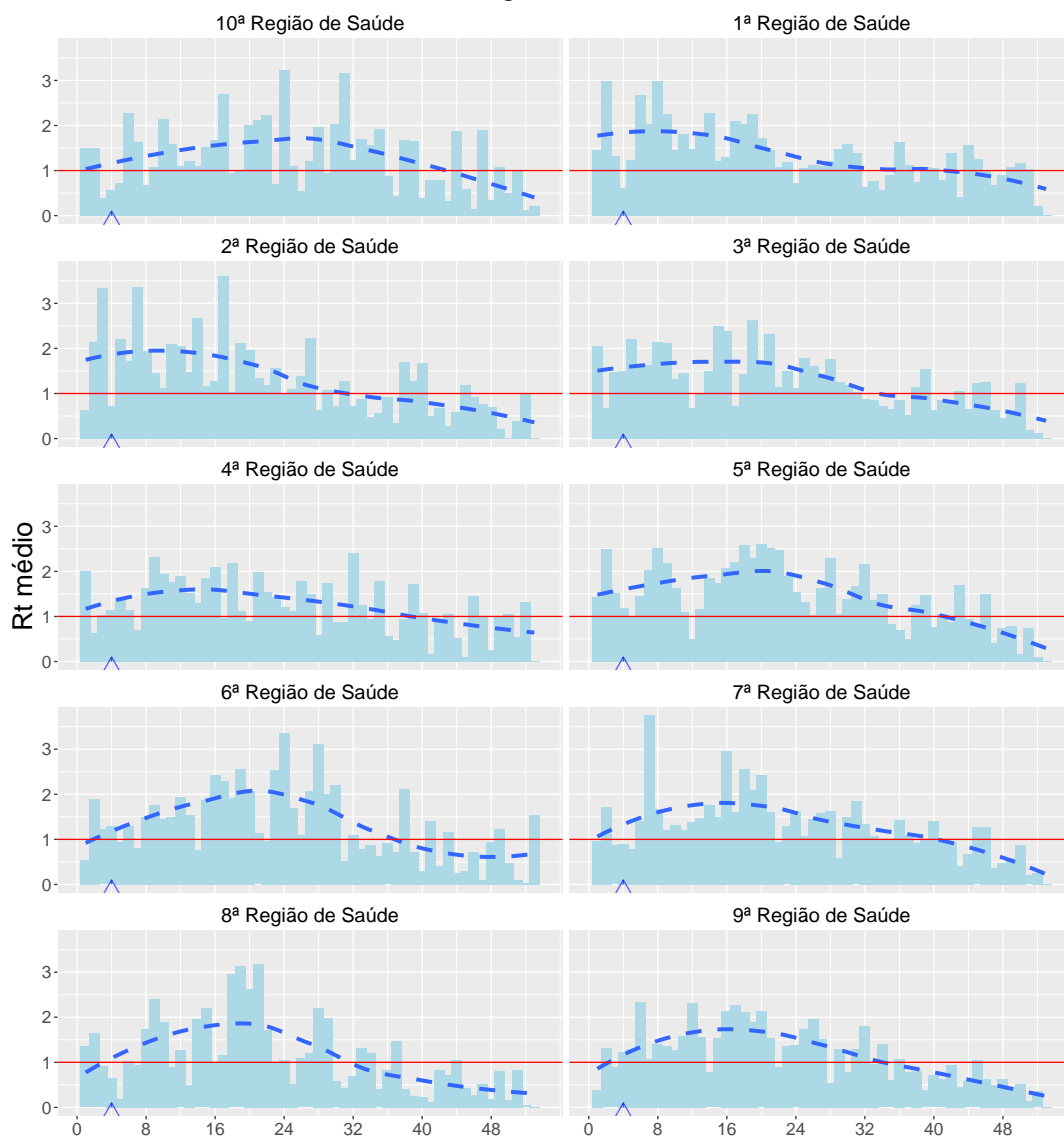 10ª Região de Saúde 1ª Região de Saúde
3
2
1
0
2ª Região de Saúde 3ª Região de Saúde
3
2
1
0
4ª Região de Saúde 5ª Região de Saúde
3
2
1
0
Rt médio
6ª Região de Saúde 7ª Região de Saúde
3
2
1
0
8ª Região de Saúde 9ª Região de Saúde
3
2
1
0
0 8 16 24 32 40 48 0 8 16 24 32 40 48